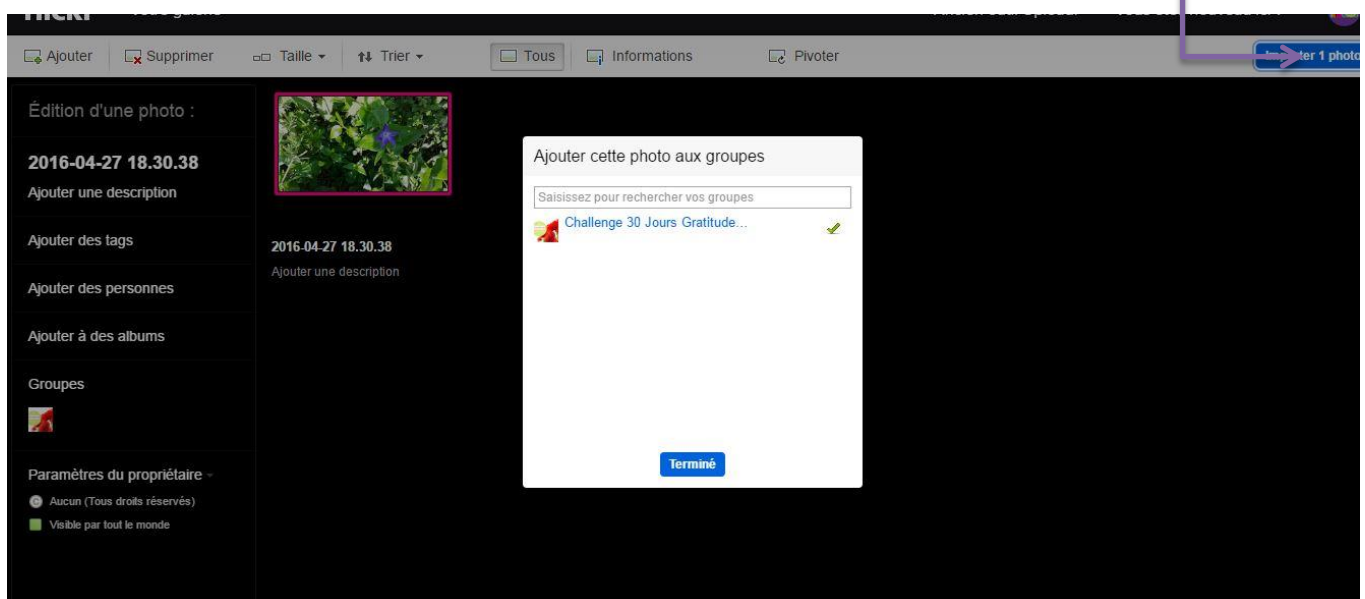 Ajouter Supprimer Taille Trier Tous Informations Pivoter
Édition d'une photo :
2016-04-27 18.30.38
Ajouter une description
Ajouter des tags
Ajouter des personnes
Ajouter à des albums
Groupes
Paramètres du propriétaire
Aucun (Tous droits réservés)
Visible par tout le monde
2016-04-27 18.30.38
Ajouter une description
Ajouter cette photo aux groupes
Saisissez pour rechercher vos groupes
Challenge 30 Jours Gratitude...
Terminé
1 photo